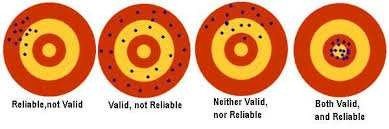 Reliable,not Valid
Valid, not Reliable
Neither Valid,
nor Reliable
Both Valid,
and Reliable